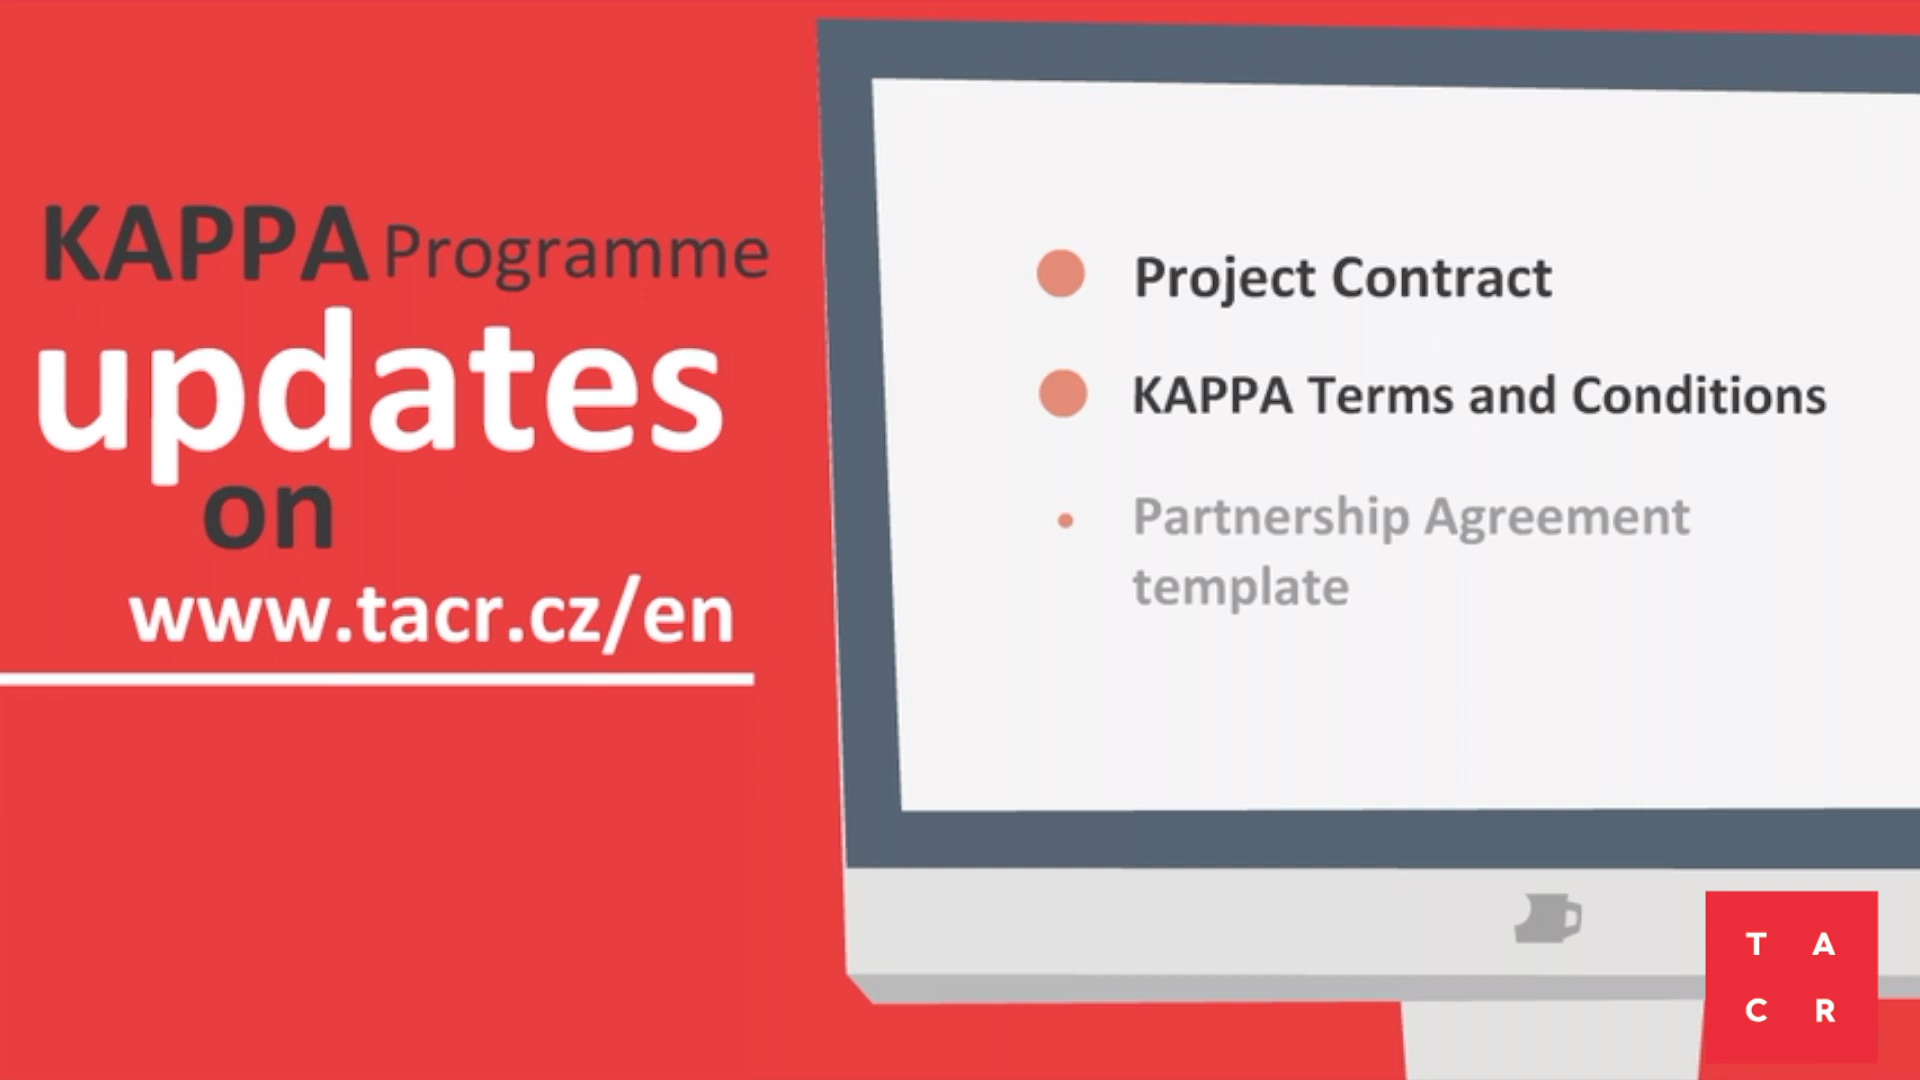 KAPPA Programme
updates
on
www.tacr.cz/en
Project Contract
KAPPA Terms and Conditions
Partnership Agreement
template
T A
C R